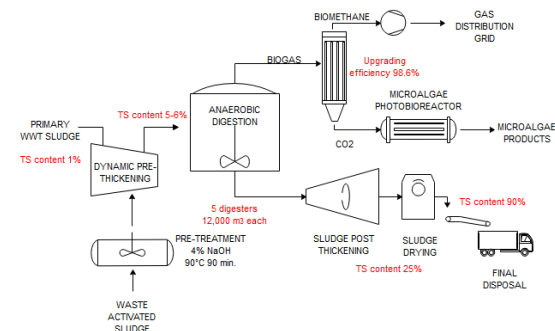 BIOMETHANE
GAS
DISTRIBUTION
GRID
BIOGAS
Upgrading
efficiency 98.6%
TS content 5-6%
ANAEROBIC
DIGESTION
MICROALGAE
PHOTOBIOREACTOR
PRIMARY
WWT SLUDGE
TS content 1%
MICROALGAE
PRODUCTS
CO2
DYNAMIC PRE-
THICKENING
5 digesters
12,000 m3 each
TS content 90%
PRE-TREATMENT
4% NaOH
90°C 90 min.
SLUDGE POST
THICKENING
SLUDGE
DRYING
TS content 25%
FINAL
DISPOSAL
WASTE
ACTIVATED
SLUDGE